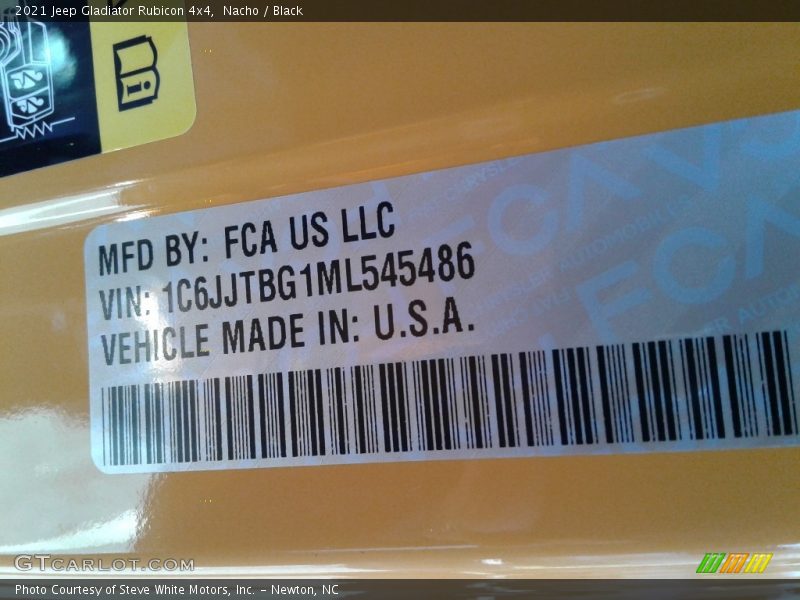 2021 Jeep Gladiator Rubicon 4x4, Nacho / Black
MFD BY: FCA US LLC
VIN: 1C6JJTBG1ML545486
VEHICLE MADE IN: U.S.A.
GTCARLOT.COM
Photo Courtesy of Steve White Motors, Inc. - Newton, NC